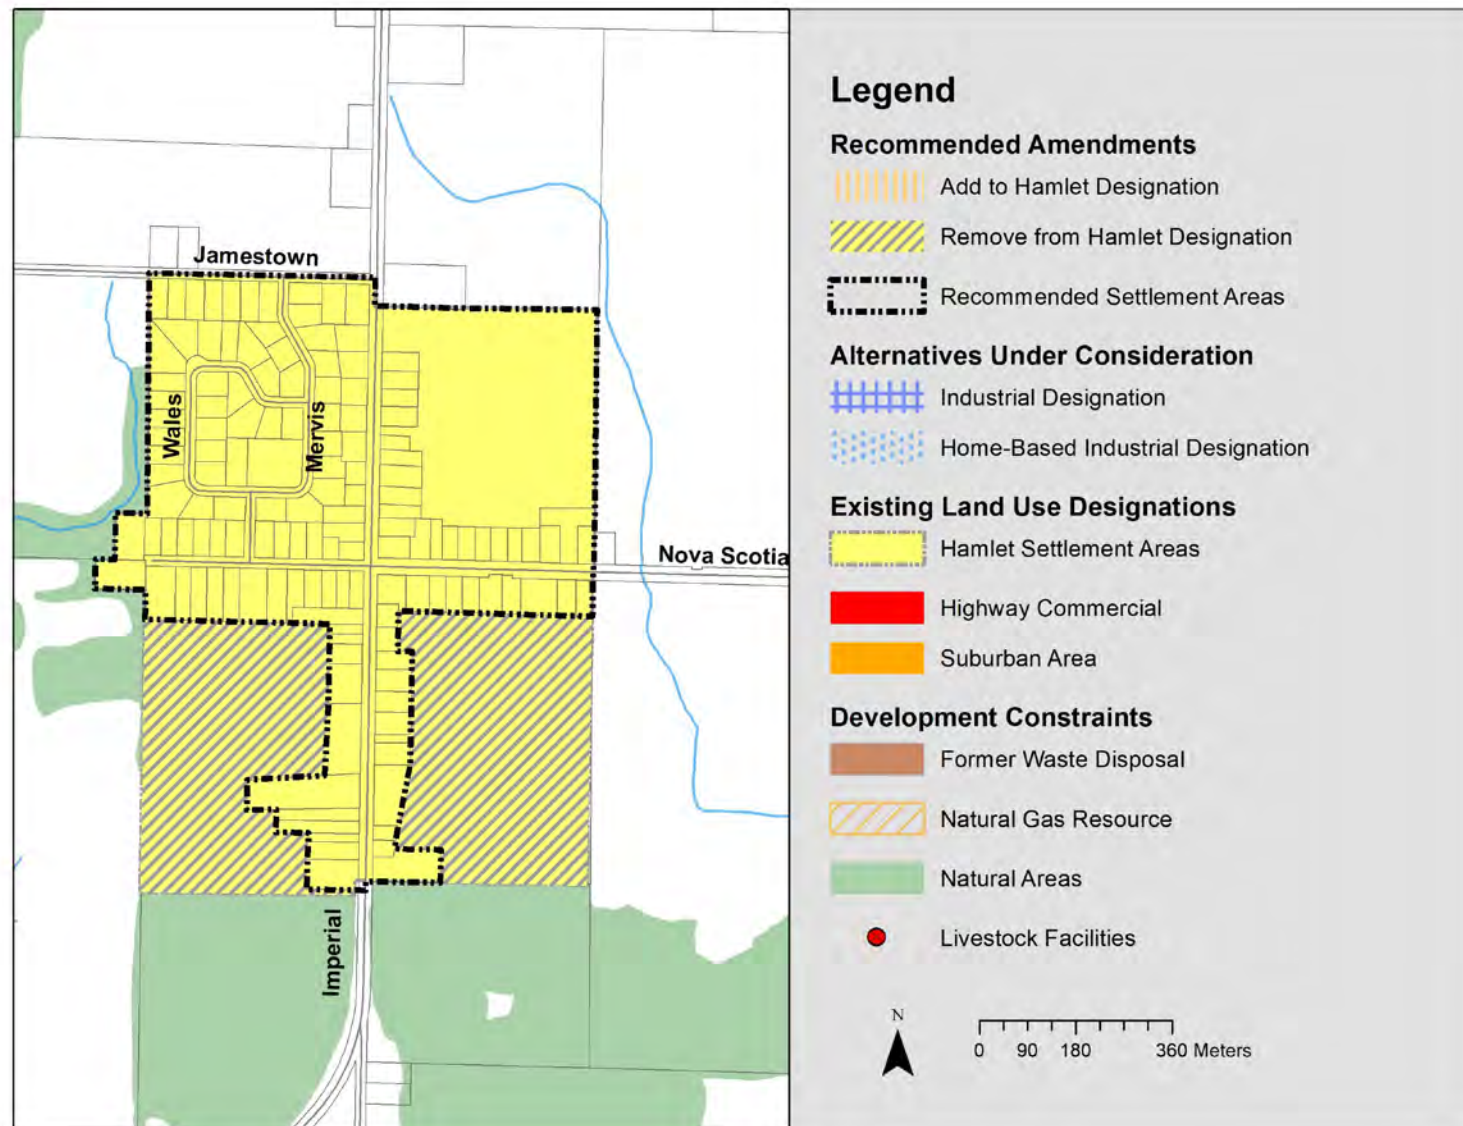 Jamestown
Wales
Mervis
Nova Scotia
Imperial
Legend
Recommended Amendments
Add to Hamlet Designation
Remove from Hamlet Designation
Recommended Settlement Areas
Alternatives Under Consideration
Industrial Designation
Home-Based Industrial Designation
Existing Land Use Designations
Hamlet Settlement Areas
Highway Commercial
Suburban Area
Development Constraints
Former Waste Disposal
Natural Gas Resource
Natural Areas
Livestock Facilities
N
0 90 180 360 Meters